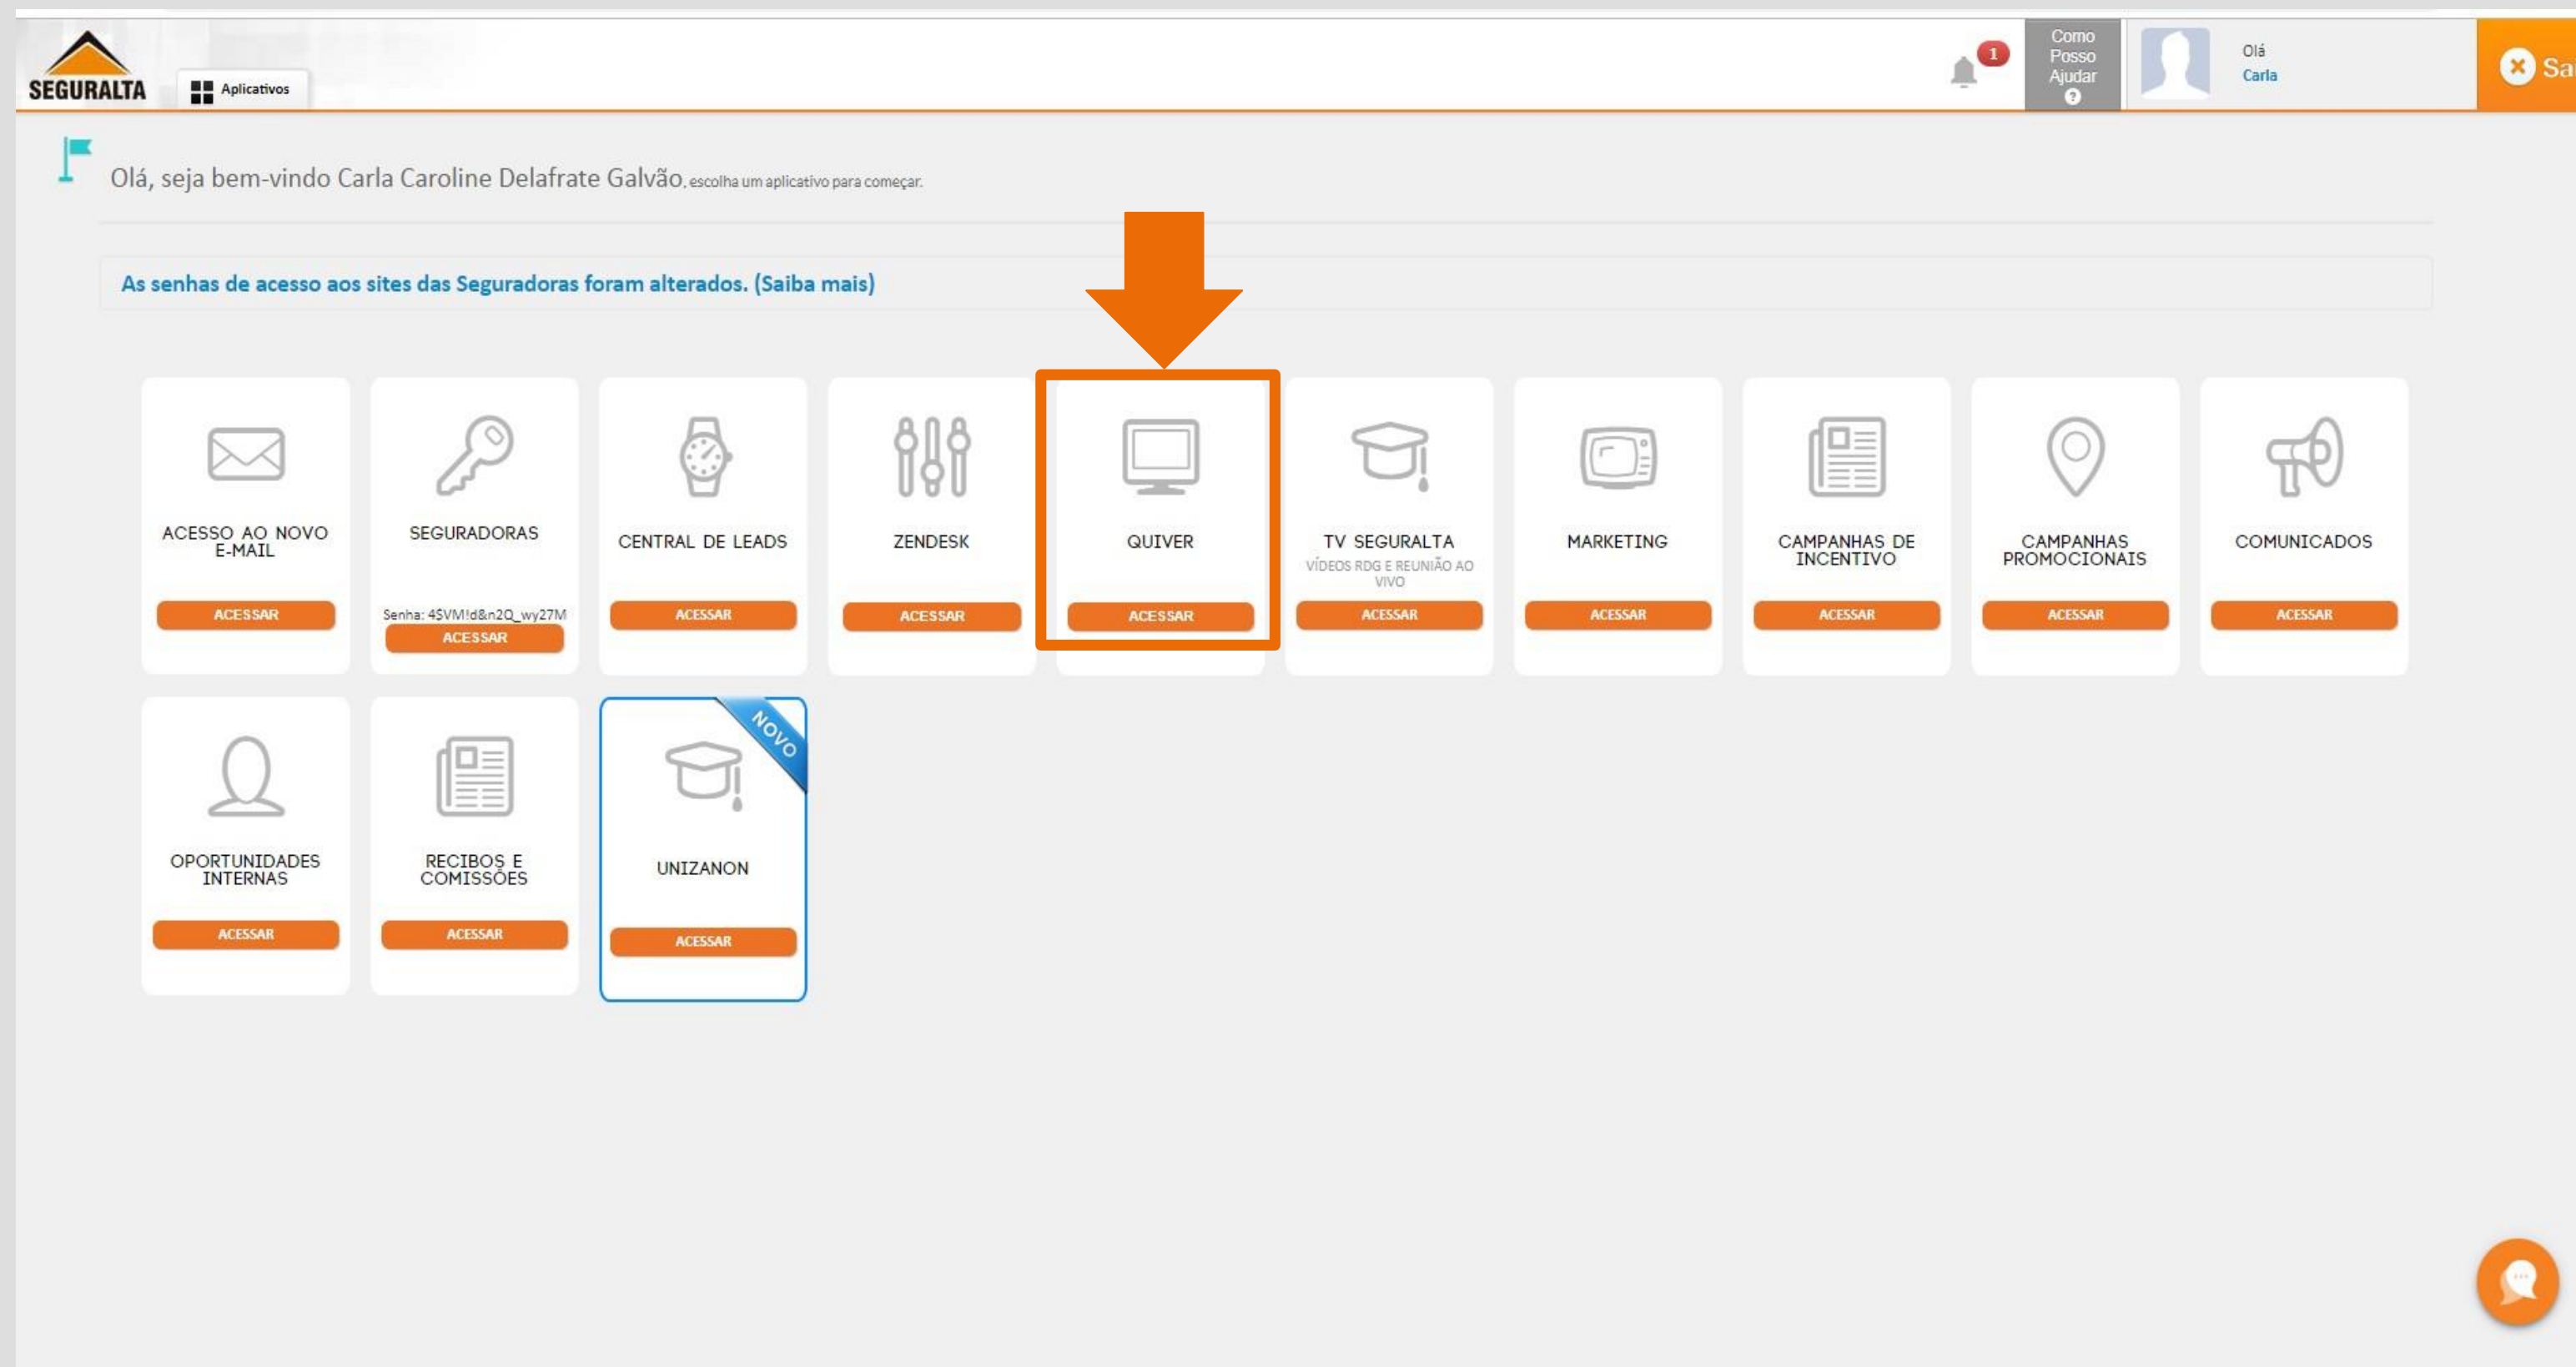 SEGURALTA
Aplicativos
1
Como
Posso
Ajudar
?
Olá
Carla
Olá, seja bem-vindo Carla Caroline Delafrate Galvão, escolha um aplicativo para começar.
As senhas de acesso aos sites das Seguradoras foram alterados. (Saiba mais)
ACESSO AO NOVO
E-MAIL
ACESSAR
SEGURADORAS
Senha: 4$VM!d&n2Q_wy27M
ACESSAR
CENTRAL DE LEADS
ACESSAR
ZENDESK
ACESSAR
QUIVER
ACESSAR
TV SEGURALTA
VÍDEOS RDG E REUNIÃO AO
VIVO
ACESSAR
MARKETING
ACESSAR
CAMPANHAS DE
INCENTIVO
ACESSAR
CAMPANHAS
PROMOCIONAIS
ACESSAR
COMUNICADOS
ACESSAR
OPORTUNIDADES
INTERNAS
ACESSAR
RECIBOS E
COMISSÕES
ACESSAR
NOVO
UNIZANON
ACESSAR